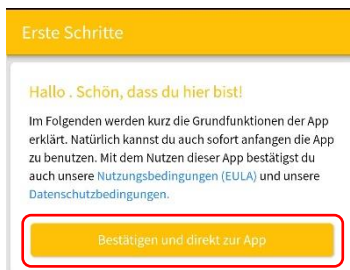 Erste Schritte
Hallo . Schön, dass du hier bist!
Im Folgenden werden kurz die Grundfunktionen der App
erklärt. Natürlich kannst du auch sofort anfangen die App
zu benutzen. Mit dem Nutzen dieser App bestätigst du
auch unsere Nutzungsbedingungen (EULA) und unsere
Datenschutzbedingungen.
Bestätigen und direkt zur App